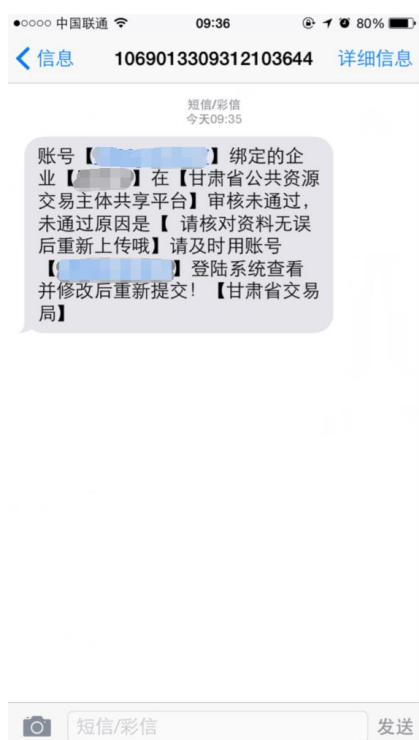 中国联通
09:36
80%
信息
1069013309312103644
详细信息
短信/彩信
今天09:35
账号【
】绑定的企
业【
】在【甘肃省公共资源
交易主体共享平台】审核未通过，
未通过原因是【 请核对资料无误
后重新上传哦】请及时用账号
【
】登陆系统查看
并修改后重新提交！【甘肃省交易
局】
短信/彩信
发送